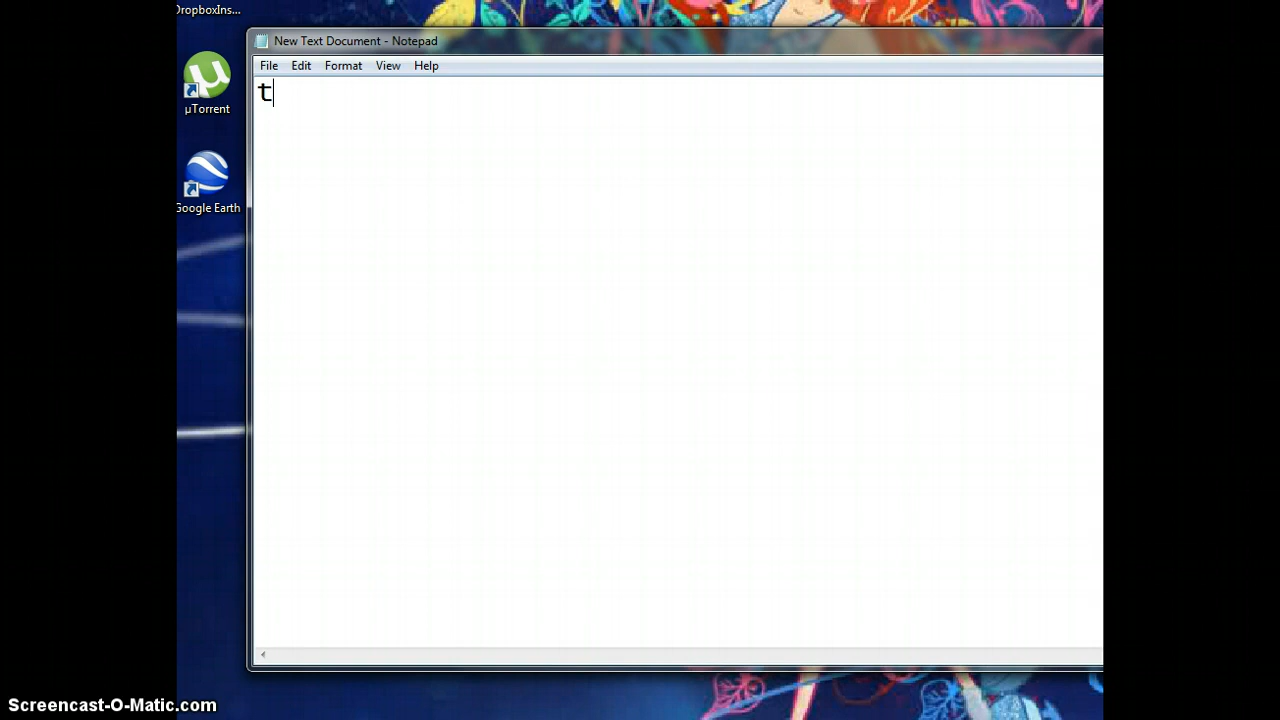 DropboxIns...
New Text Document - Notepad
File Edit Format View Help
t
µTorrent
Google Earth
Screencast-O-Matic.com